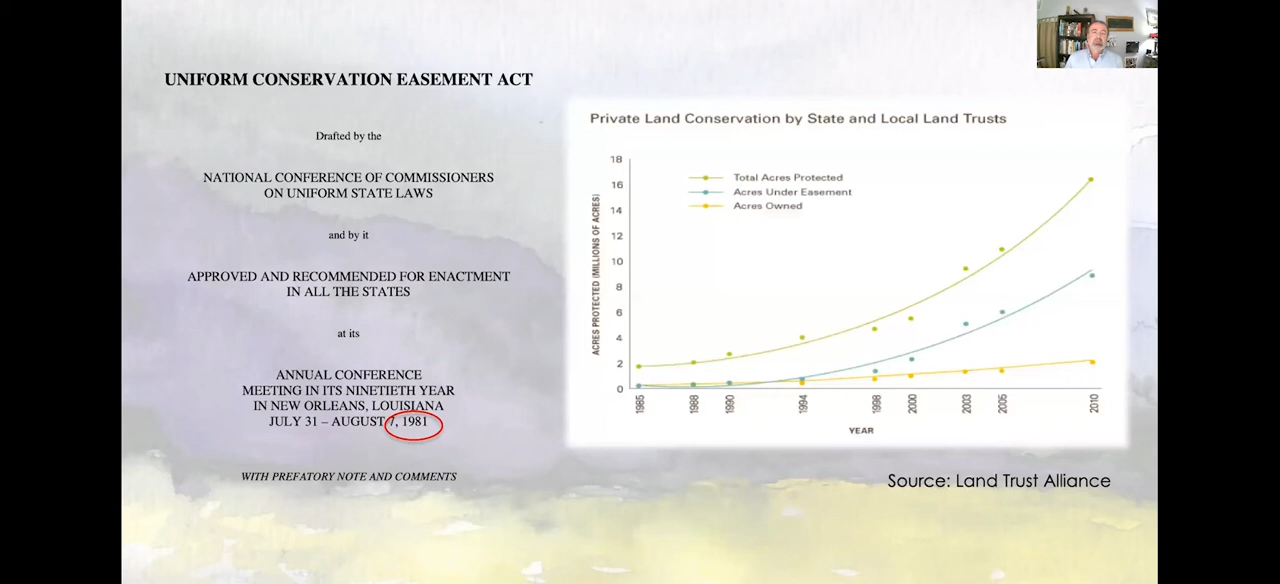 UNIFORM CONSERVATION EASEMENT ACT
Drafted by the
NATIONAL CONFERENCE OF COMMISSIONERS
ON UNIFORM STATE LAWS
and by it
APPROVED AND RECOMMENDED FOR ENACTMENT
IN ALL THE STATES
at its
ANNUAL CONFERENCE
MEETING IN ITS NINETIETH YEAR
IN NEW ORLEANS, LOUISIANA
JULY 31 – AUGUST 7, 1981
WITH PREFATORY NOTE AND COMMENTS
Private Land Conservation by State and Local Land Trusts
Total Acres Protected
Acres Under Easement
Acres Owned
ACRES PROTECTED (MILLIONS OF ACRES)
18
16
14
12
10
8
6
4
2
0
1985
1988
1990
1994
1998
2000
2003
2005
2010
YEAR
Source: Land Trust Alliance